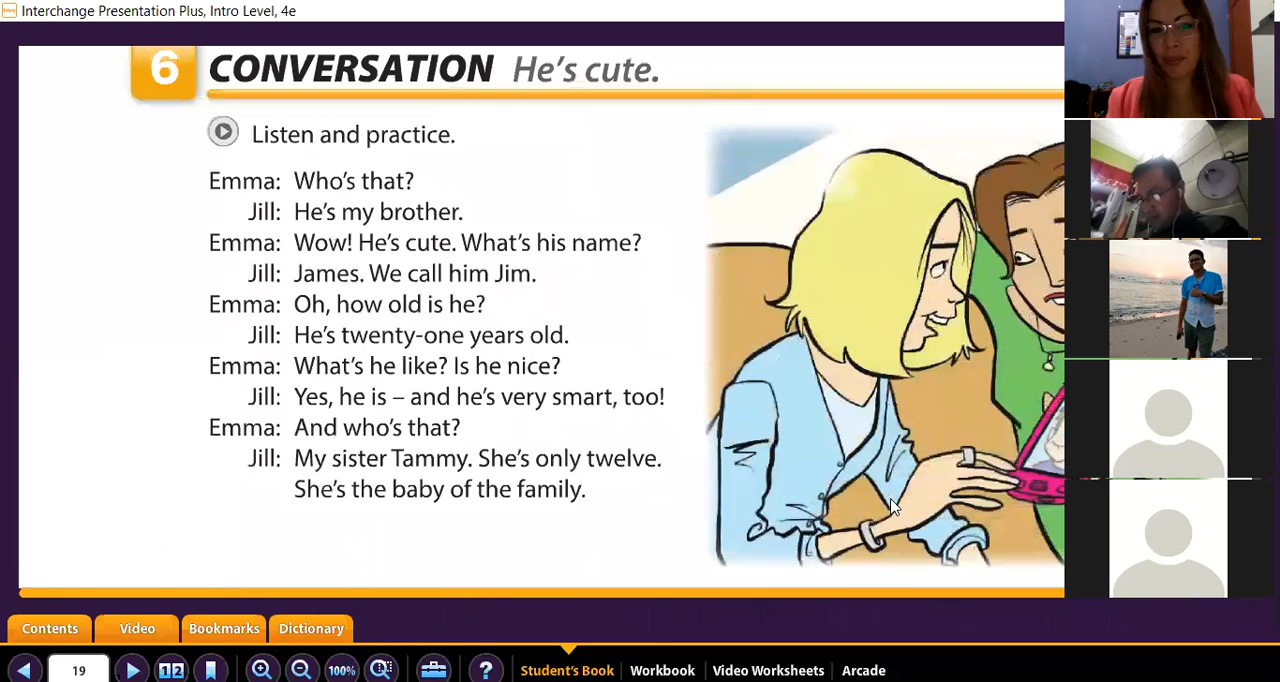 Interchange Presentation Plus, Intro Level, 4e
6 CONVERSATION He's cute.
Listen and practice.
Emma: Who's that?
Jill: He's my brother.
Emma: Wow! He's cute. What's his name?
Jill: James. We call him Jim.
Emma: Oh, how old is he?
Jill: He's twenty-one years old.
Emma: What's he like? Is he nice?
Jill: Yes, he is – and he's very smart, too!
Emma: And who's that?
Jill: My sister Tammy. She's only twelve.
She's the baby of the family.
Contents Video Bookmarks Dictionary
19 1 2 100% ? Student's Book Workbook Video Worksheets Arcade